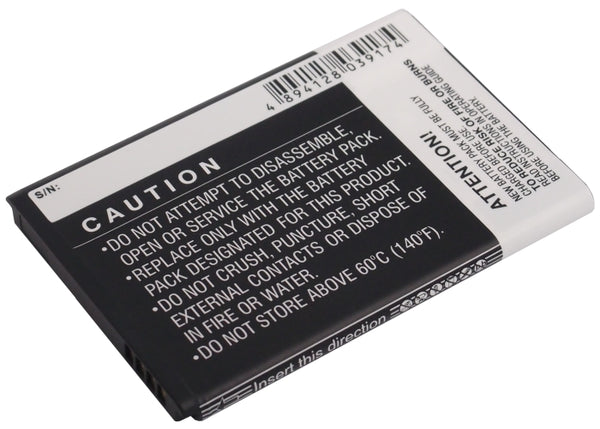 S/N:
4 894128 039174
CAUTION
•DO NOT ATTEMPT TO DISASSEMBLE,
OPEN OR SERVICE THE BATTERY PACK.
•REPLACE ONLY WITH THE BATTERY
PACK DESIGNATED FOR THIS PRODUCT.
•DO NOT CRUSH, PUNCTURE, SHORT
EXTERNAL CONTACTS OR DISPOSE OF
IN FIRE OR WATER.
•DO NOT STORE ABOVE 60°C (140°F).
Insert this direction
ATTENTION!
NEW BATTERY PACK MUST BE FULLY
CHARGED BEFORE USE.
TO REDUCE RISK OF FIRE OR BURNS
READ INSTRUCTIONS IN OPERATING GUIDE
BEFORE USING THE BATTERY.